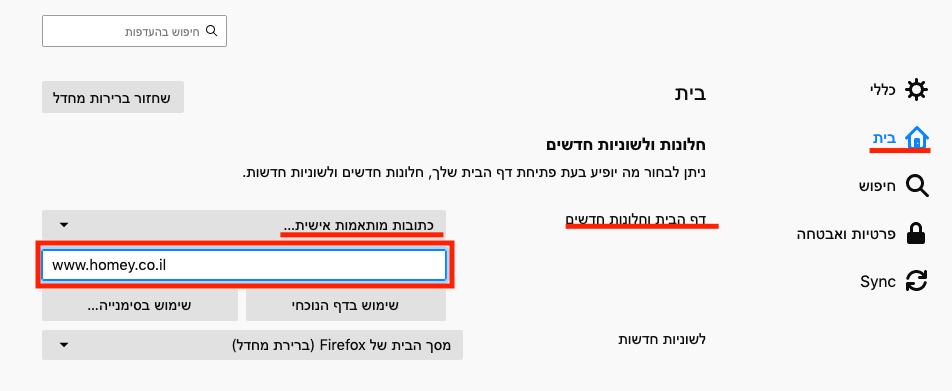 חיפוש בהעדפות
כללי
בית
חיפוש
פרטיות ואבטחה
Sync
בית
שחזור ברירות מחדל
חלונות ולשוניות חדשים
ניתן לבחור מה יופיע בעת פתיחת דף הבית שלך, חלונות חדשים ולשוניות חדשות.
דף הבית וחלונות חדשים
כתובות מותאמות אישית...
www.homey.co.il
שימוש בדף הנוכחי
שימוש בסימנייה...
לשוניות חדשות
מסך הבית של Firefox (ברירת מחדל)